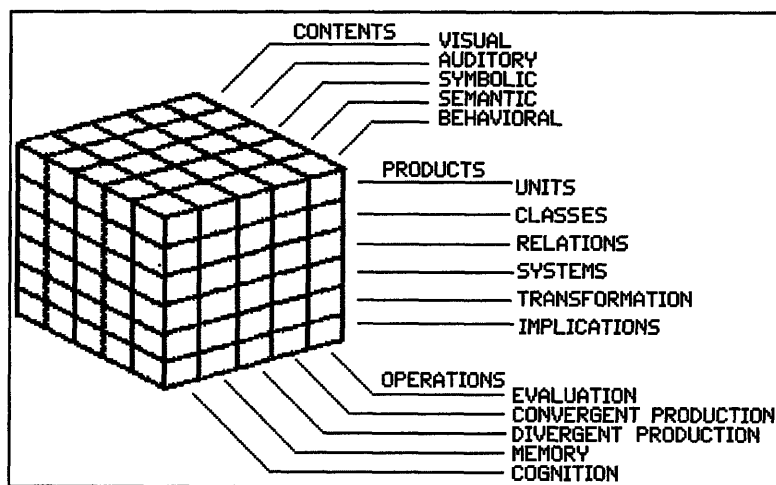 CONTENTS
VISUAL
AUDITORY
SYMBOLIC
SEMANTIC
BEHAVIORAL
PRODUCTS
UNITS
CLASSES
RELATIONS
SYSTEMS
TRANSFORMATION
IMPLICATIONS
OPERATIONS
EVALUATION
CONVERGENT PRODUCTION
DIVERGENT PRODUCTION
MEMORY
COGNITION